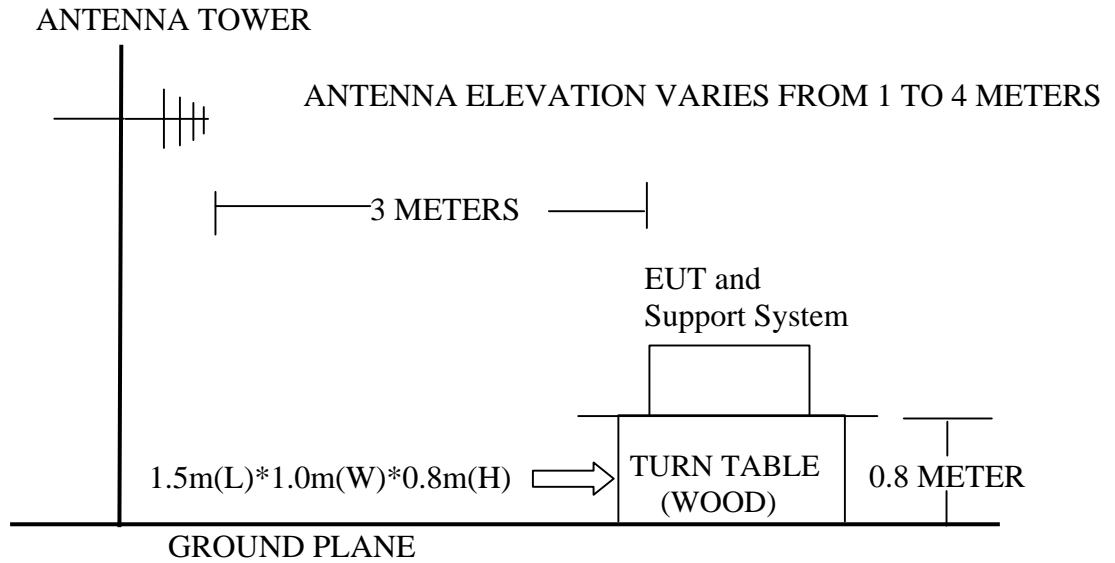 ANTENNA TOWER
ANTENNA ELEVATION VARIES FROM 1 TO 4 METERS
3 METERS
EUT and
Support System
1.5m(L)*1.0m(W)*0.8m(H)
TURN TABLE
(WOOD)
0.8 METER
GROUND PLANE